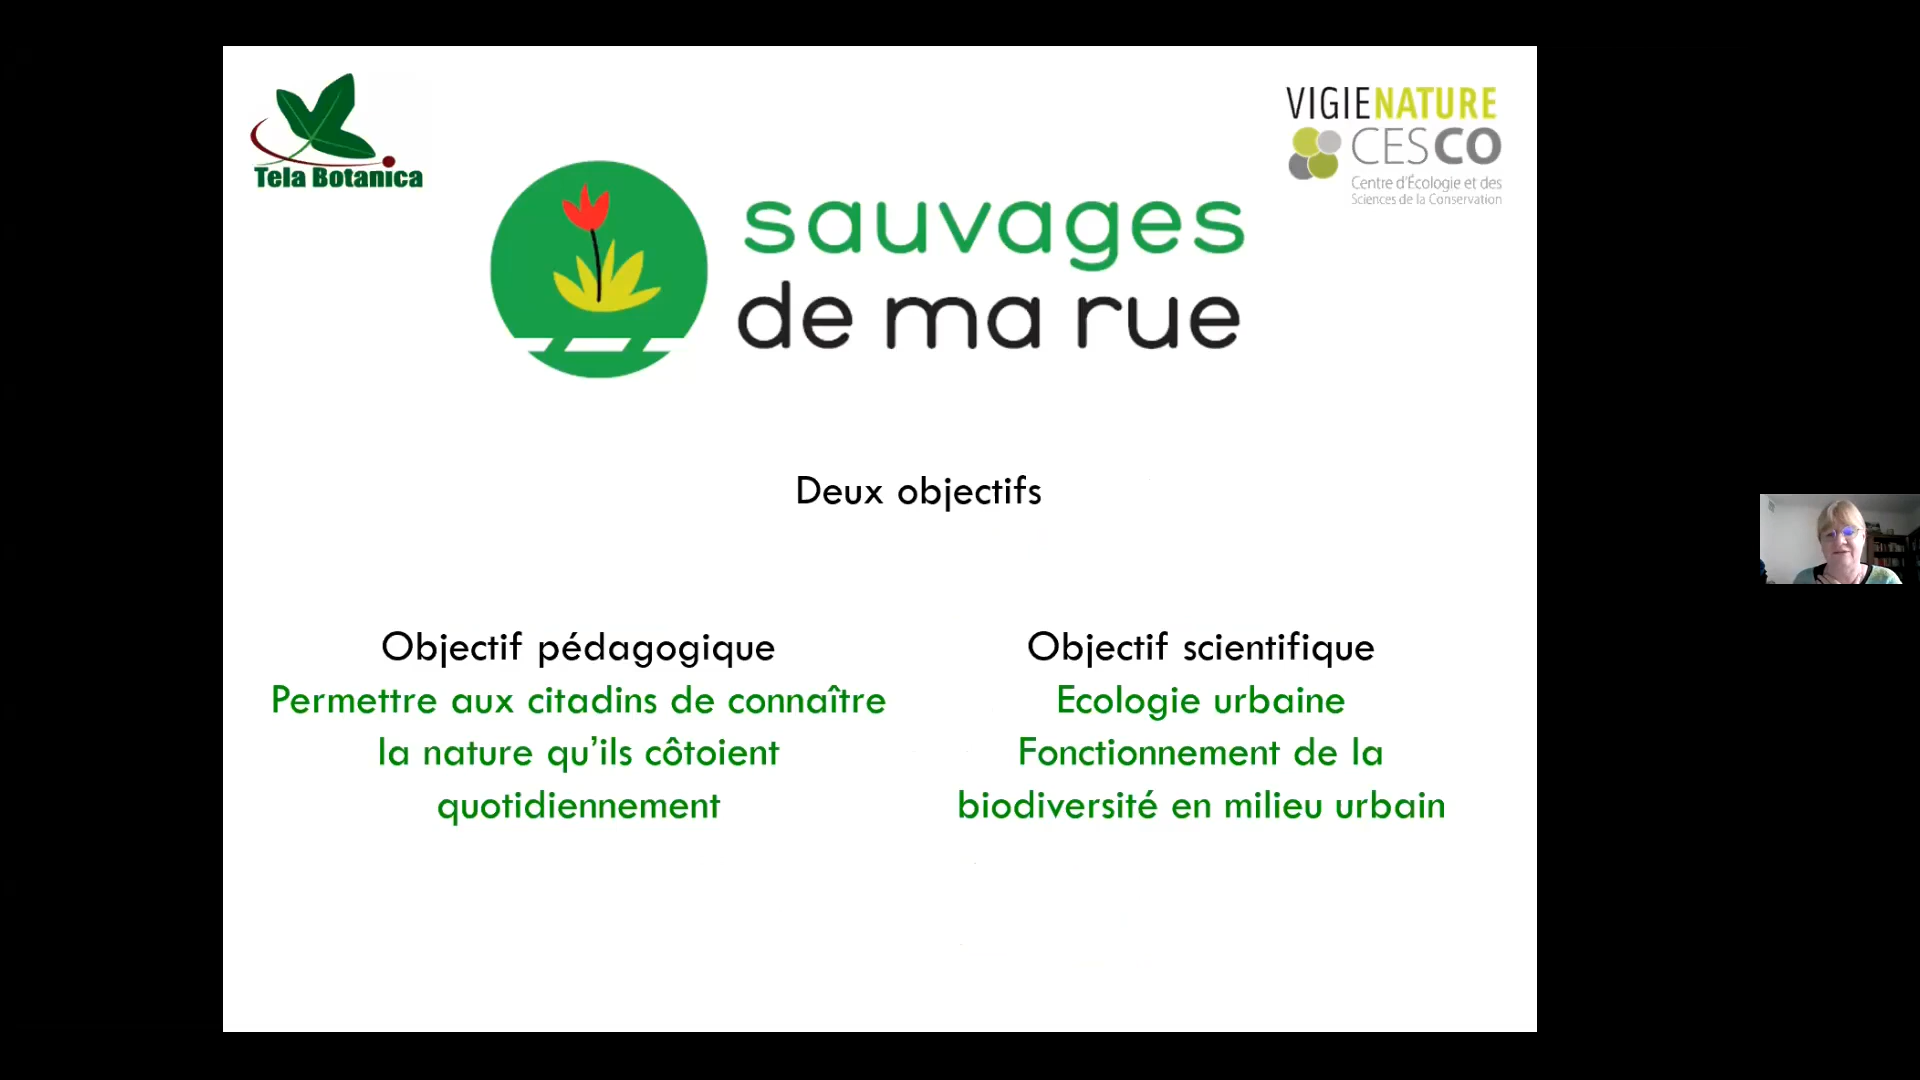 Tela Botanica
VIGIENATURE
CESCO
Centre d'Écologie et des
Sciences de la Conservation
sauvages
de ma rue
Deux objectifs
Objectif pédagogique
Permettre aux citadins de connaître
la nature qu'ils côtoient
quotidiennement
Objectif scientifique
Ecologie urbaine
Fonctionnement de la
biodiversité en milieu urbain